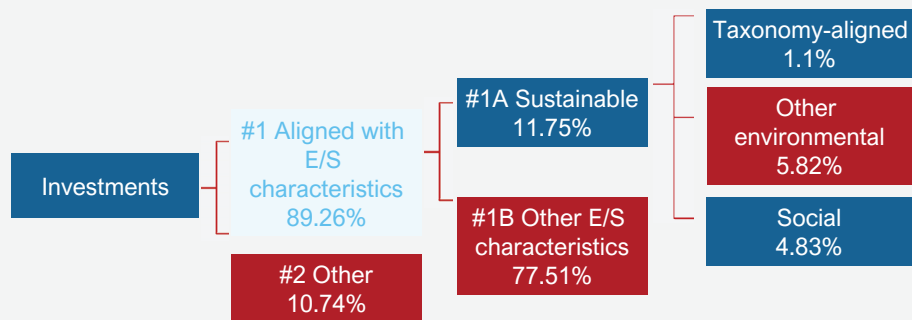 Investments
#1 Aligned with
E/S
characteristics
89.26%
#2 Other
10.74%
#1A Sustainable
11.75%
#1B Other E/S
characteristics
77.51%
Taxonomy-aligned
1.1%
Other
environmental
5.82%
Social
4.83%